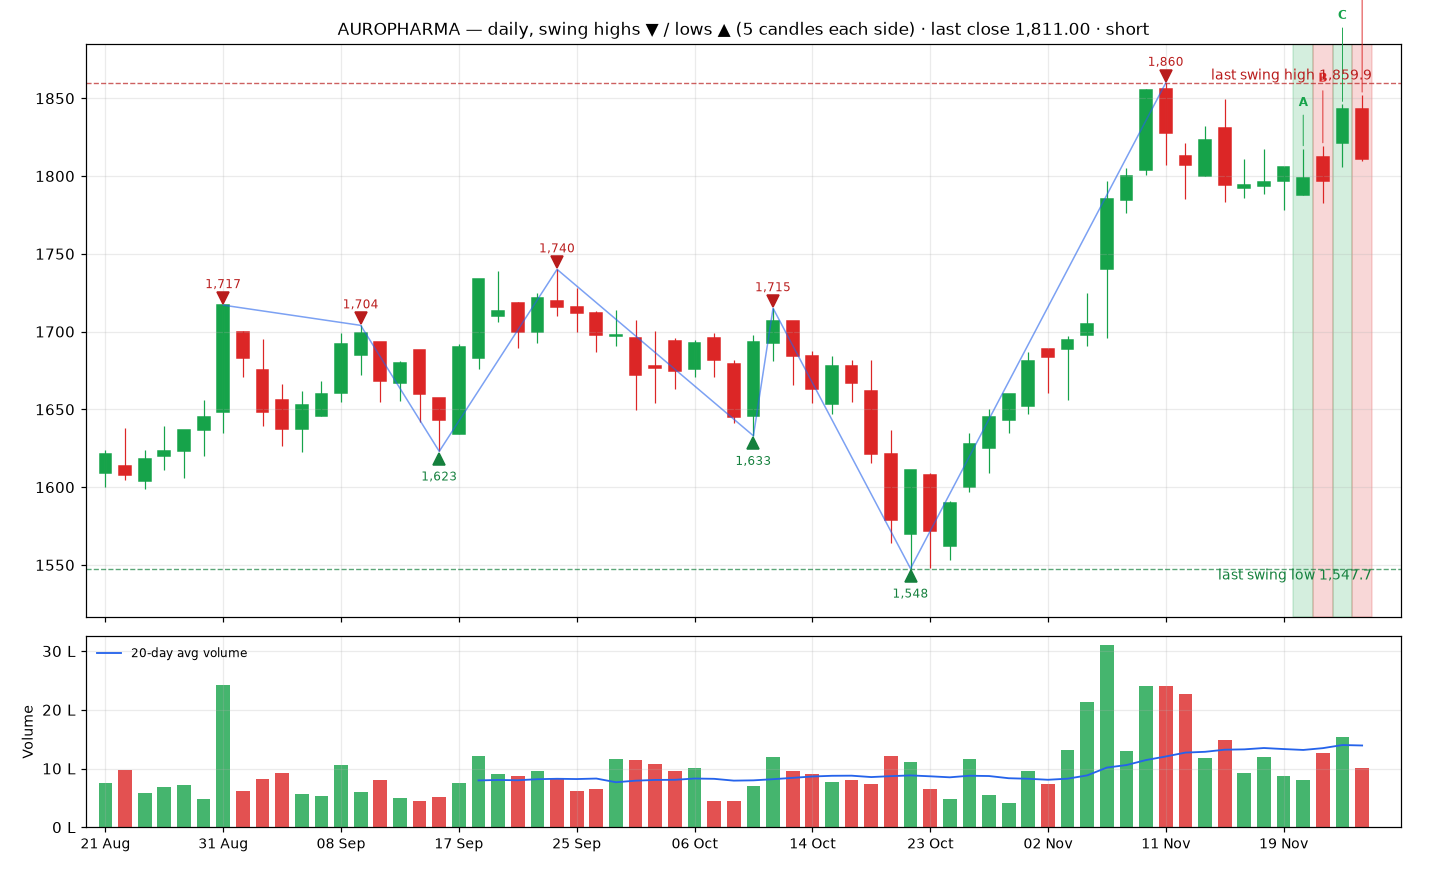 AUROPHARMA — daily, swing highs ▼ / lows ▲ (5 candles each side) · last close 1,811.00 · short
C
1,860
last swing high 1,859.9
B
1850
A
1800
1750
1,740
1,717
1,715
1,704
1700
1650
1,633
1,623
1600
1550
last swing low 1,547.7
1,548
30 L
20-day avg volume
20 L
Volume
10 L
0 L
21 Aug 31 Aug 08 Sep 17 Sep 25 Sep 06 Oct 14 Oct 23 Oct 02 Nov 11 Nov 19 Nov